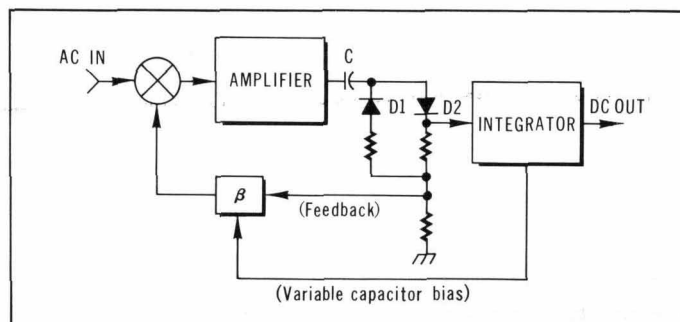 AC IN
AMPLIFIER
C
D1
D2
INTEGRATOR
DC OUT
β
(Feedback)
(Variable capacitor bias)